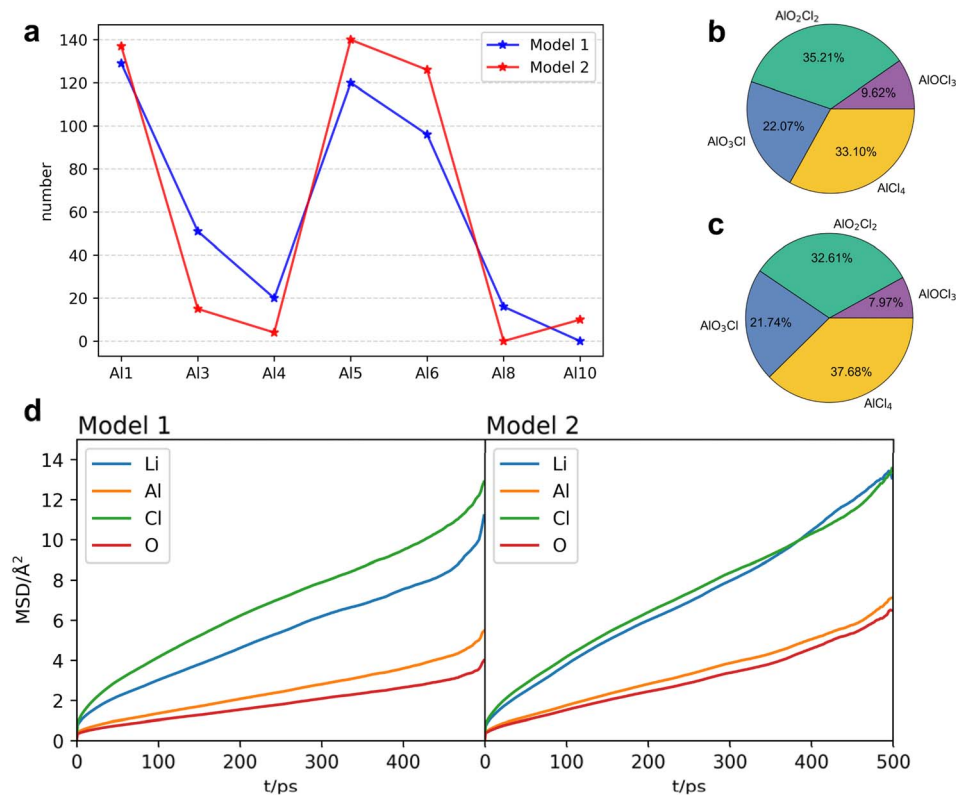 a
140
120
100
80
60
40
20
0
number
Model 1
Model 2
Al1 Al3 Al4 Al5 Al6 Al8 Al10
b
AlO₂Cl₂
35.21%
AlOCl₃
9.62%
AlO₃Cl
22.07%
33.10%
AlCl₄
c
AlO₂Cl₂
32.61%
AlOCl₃
7.97%
AlO₃Cl
21.74%
37.68%
AlCl₄
d
Model 1
Model 2
14
12
10
8
6
4
2
0
MSD/Å²
Li
Al
Cl
O
Li
Al
Cl
O
0 100 200 300 400 0 100 200 300 400 500
t/ps
t/ps